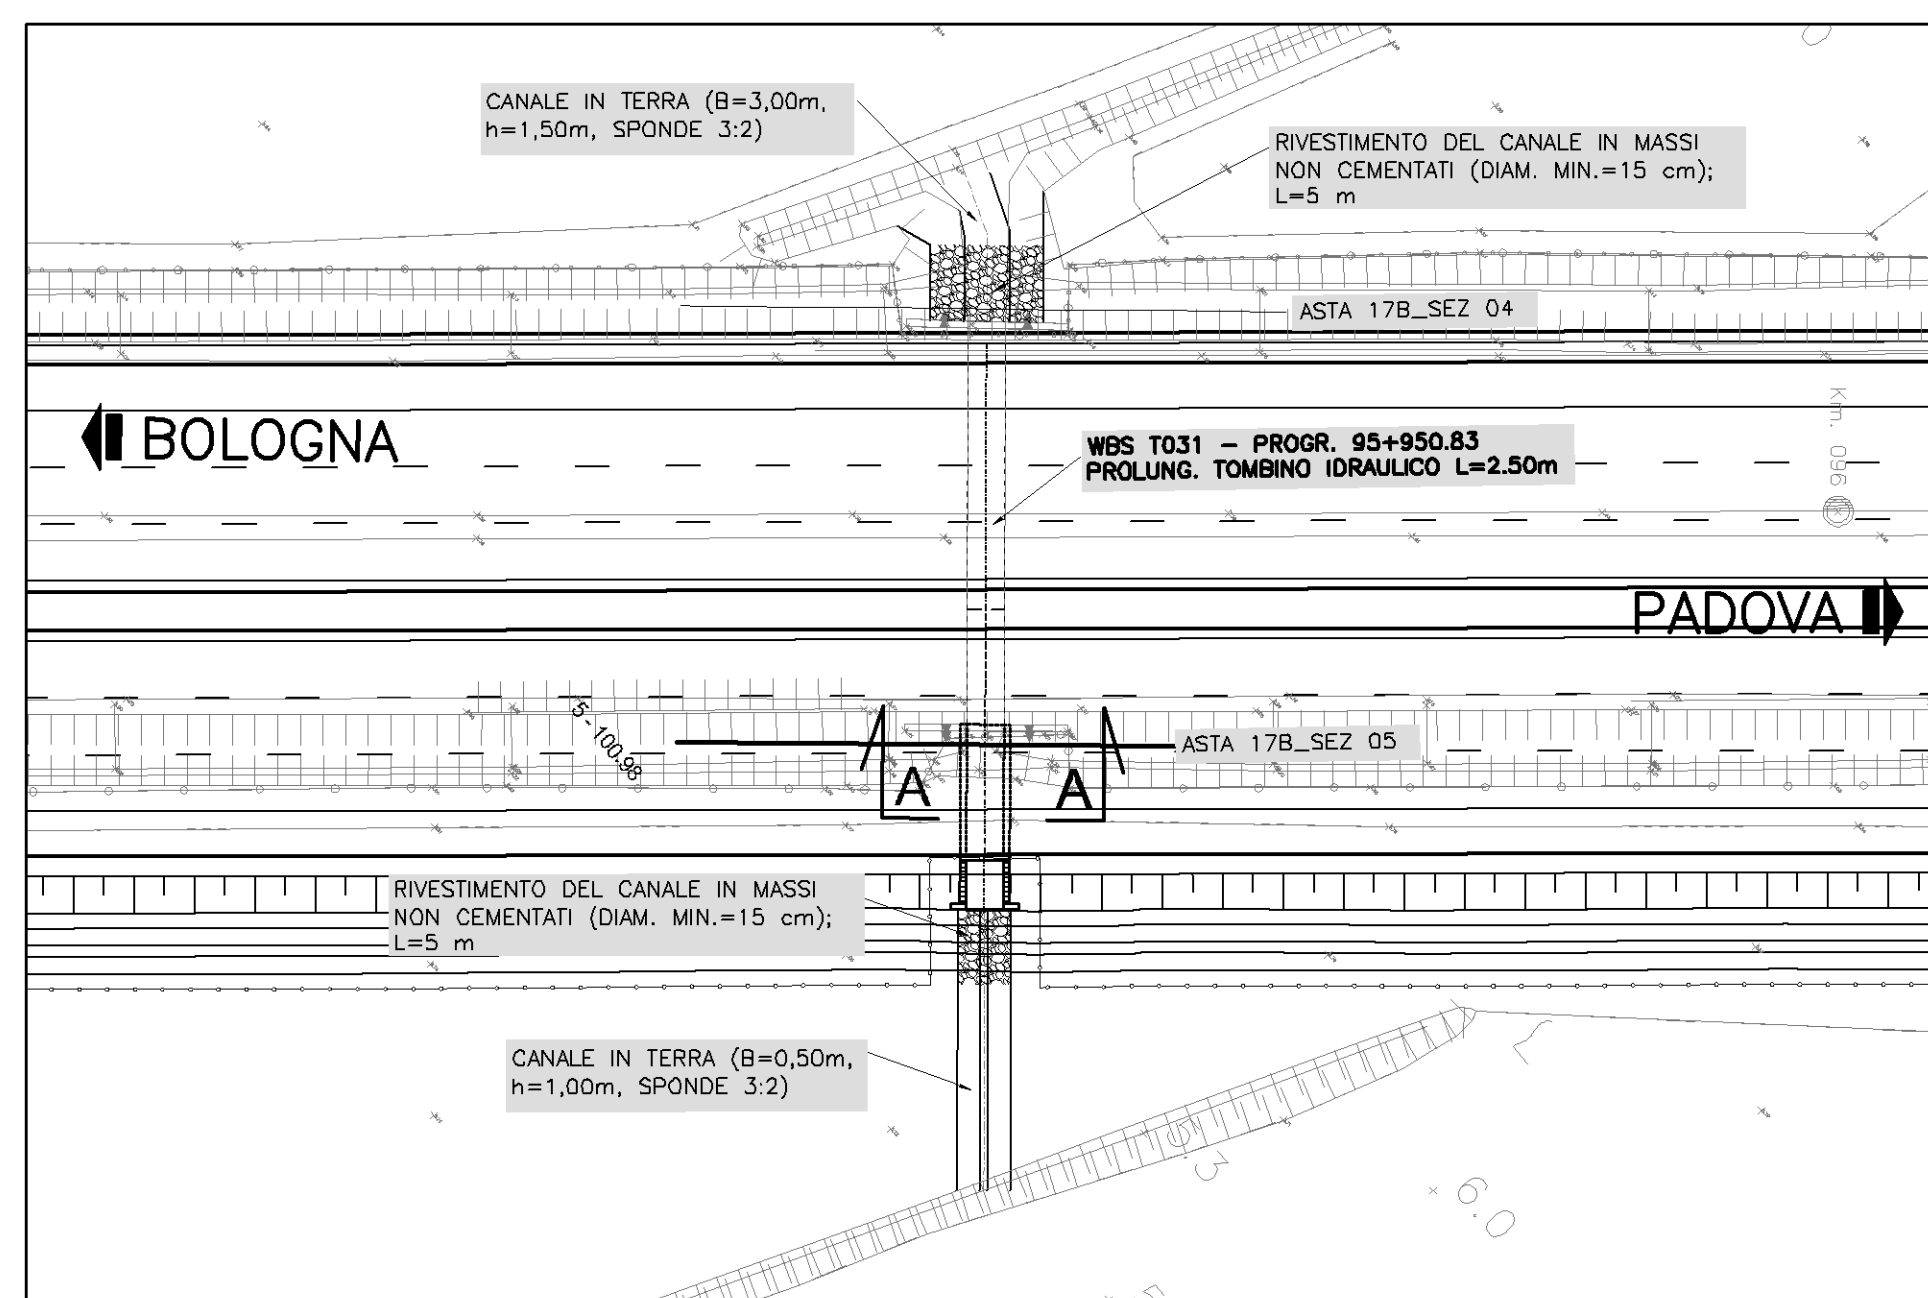 CANALE IN TERRA (B=3,00m,
h=1,50m, SPONDE 3:2)
RIVESTIMENTO DEL CANALE IN MASSI
NON CEMENTATI (DIAM. MIN.=15 cm);
L=5 m
ASTA 17B_SEZ 04
BOLOGNA
WBS T031 - PROGR. 95+950.83
PROLUNG. TOMBINO IDRAULICO L=2.50m
Km. 096
PADOVA
5-100.98
ASTA 17B_SEZ 05
A A
RIVESTIMENTO DEL CANALE IN MASSI
NON CEMENTATI (DIAM. MIN.=15 cm);
L=5 m
CANALE IN TERRA (B=0,50m,
h=1,00m, SPONDE 3:2)
5.3
6.0